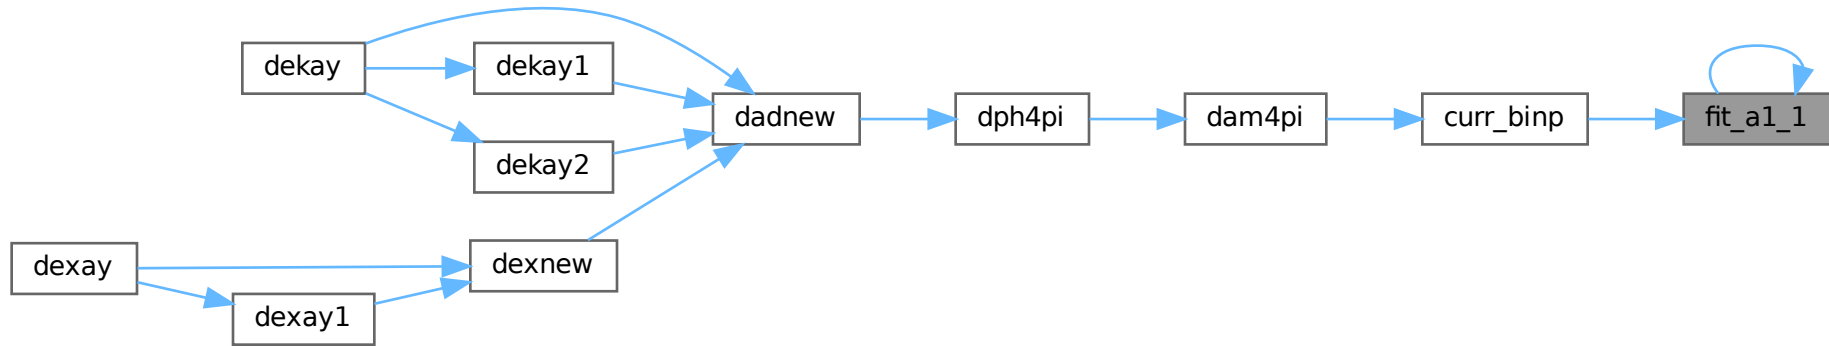 dekay
dekay1
dekay2
dadnew
dph4pi
dam4pi
curr_binp
fit_a1_1
dexay
dexay1
dexnew